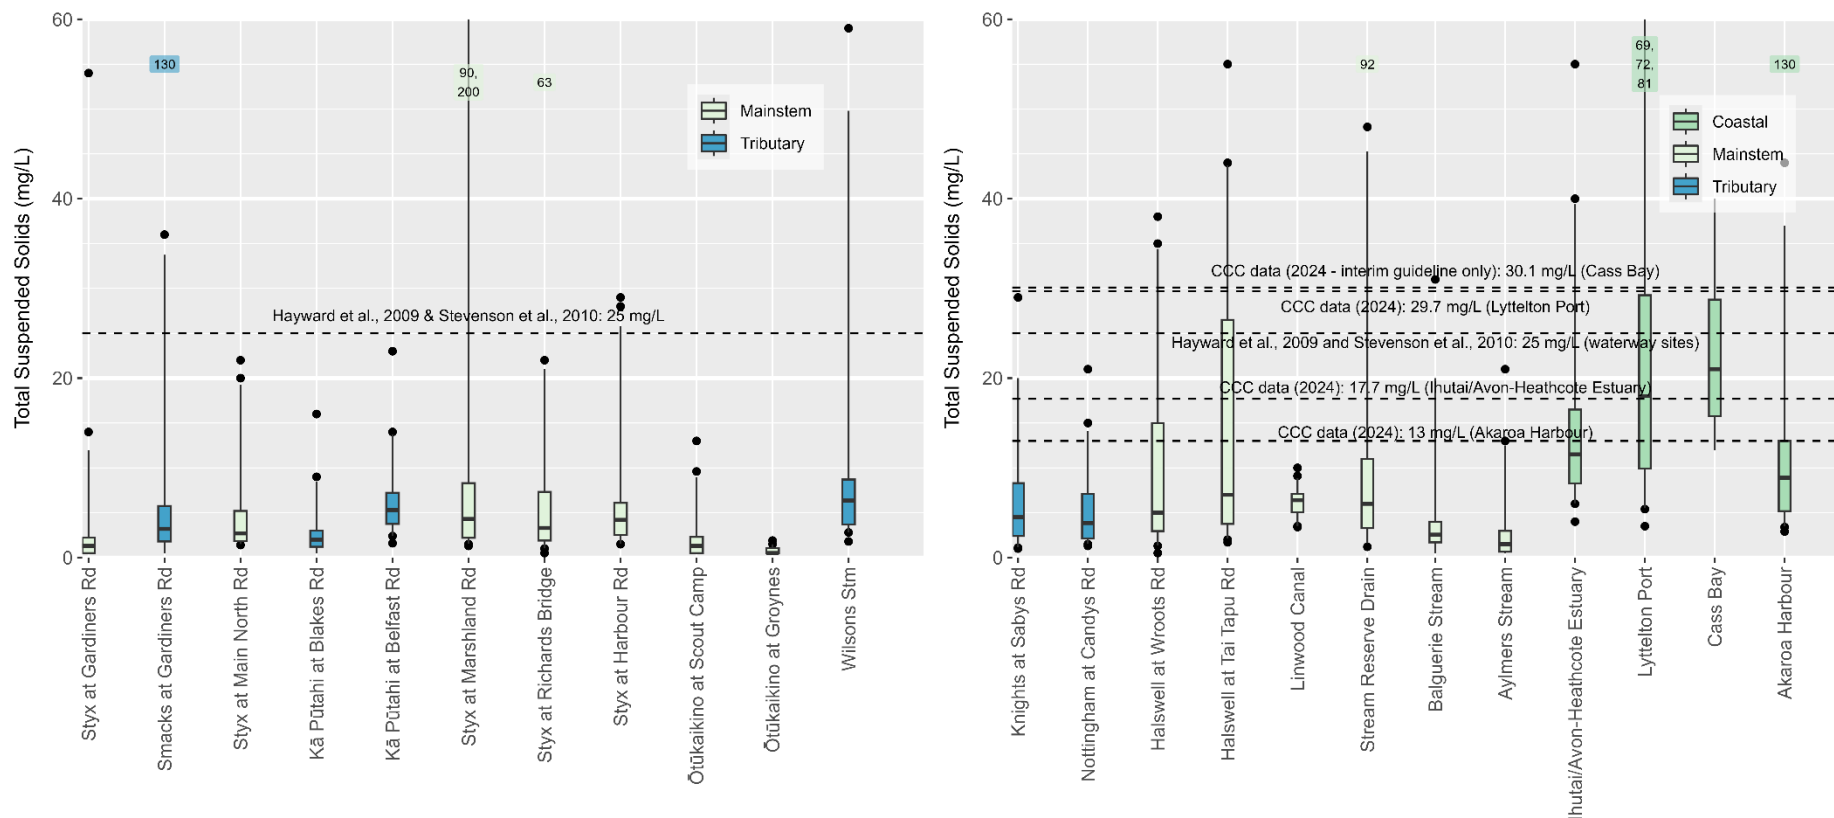 Total Suspended Solids (mg/L)
60
40
20
0
130
90,
200
63
Mainstem
Tributary
Hayward et al., 2009 & Stevenson et al., 2010: 25 mg/L
Styx at Gardiners Rd
Smacks at Gardiners Rd
Styx at Main North Rd
Kā Pūtahi at Blakes Rd
Kā Pūtahi at Belfast Rd
Styx at Marshland Rd
Styx at Richards Bridge
Styx at Harbour Rd
Ōtūkaikino at Scout Camp
Ōtūkaikino at Groynes
Wilsons Stm
Total Suspended Solids (mg/L)
60
40
20
0
92
69,
72,
81
130
Coastal
Mainstem
Tributary
CCC data (2024 - interim guideline only): 30.1 mg/L (Cass Bay)
CCC data (2024): 29.7 mg/L (Lyttelton Port)
Hayward et al., 2009 and Stevenson et al., 2010: 25 mg/L (waterway sites)
CCC data (2024): 17.7 mg/L (Ihutai/Avon-Heathcote Estuary)
CCC data (2024): 13 mg/L (Akaroa Harbour)
Knights at Sabys Rd
Nottingham at Candys Rd
Halswell at Wroots Rd
Halswell at Tai Tapu Rd
Linwood Canal
Stream Reserve Drain
Balguerie Stream
Aylmers Stream
Ihutai/Avon-Heathcote Estuary
Lyttelton Port
Cass Bay
Akaroa Harbour